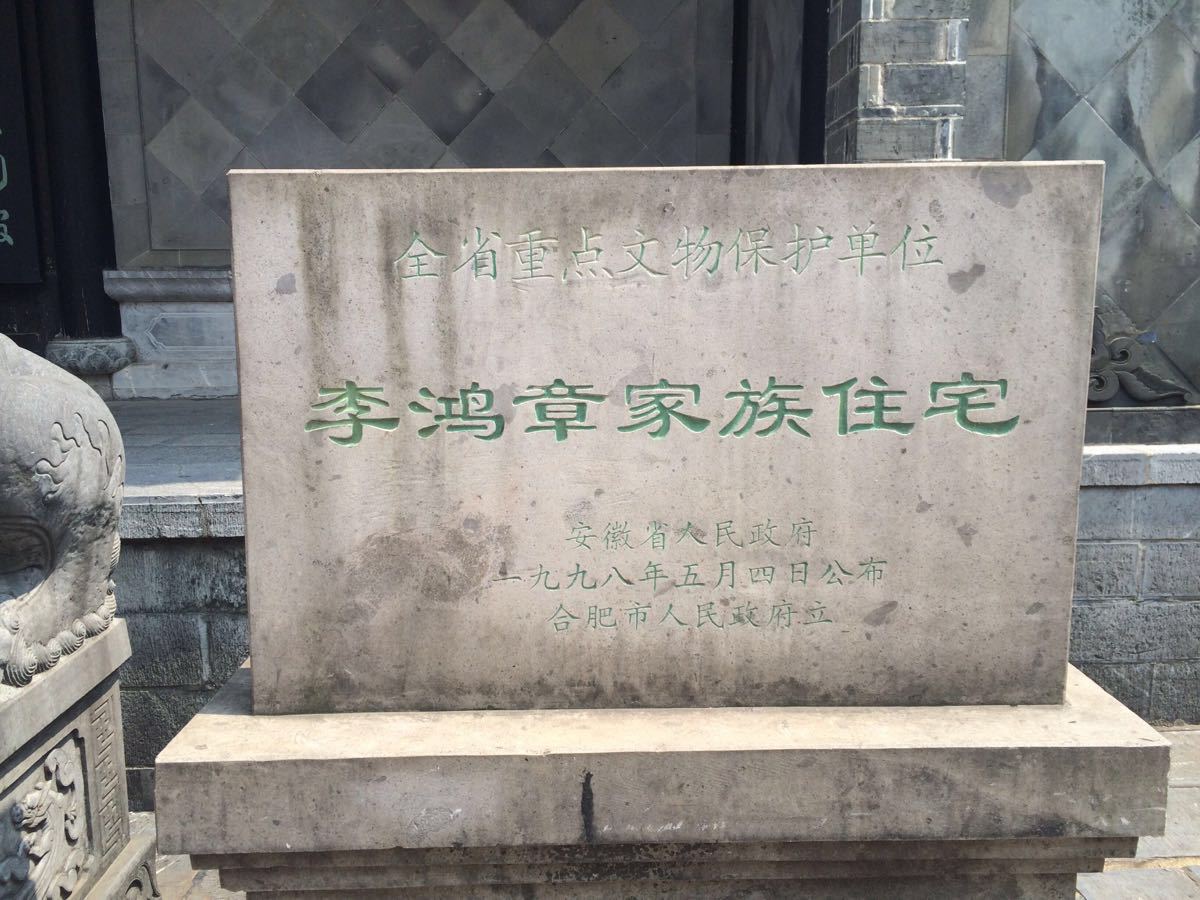 全省重点文物保护单位
李鸿章家族住宅
安徽省人民政府
一九九八年五月四日公布
合肥市人民政府立